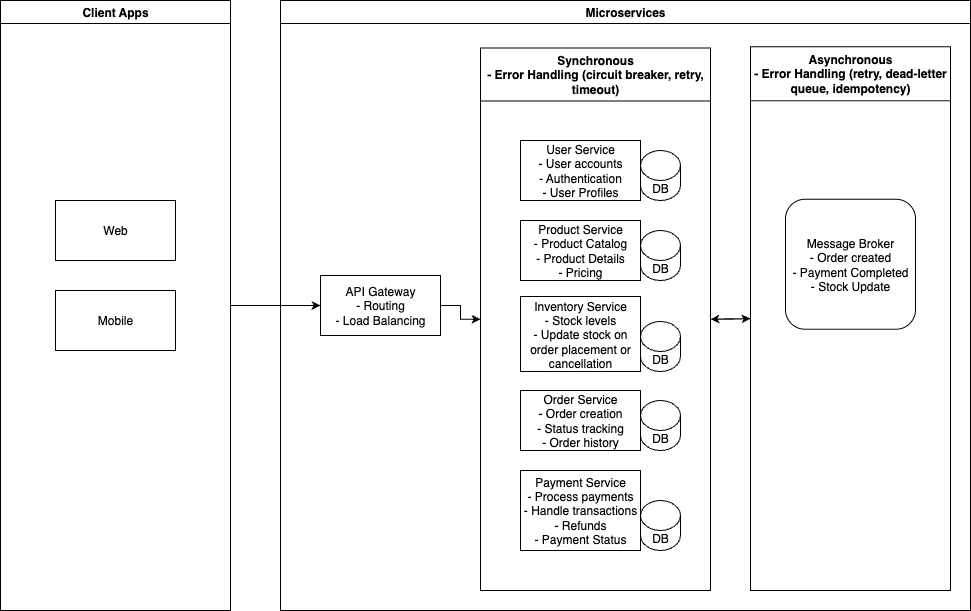 Client Apps
Microservices
Web
Mobile
API Gateway
- Routing
- Load Balancing
Synchronous
- Error Handling (circuit breaker, retry,
timeout)
User Service
- User accounts
- Authentication
- User Profiles
DB
Product Service
- Product Catalog
- Product Details
- Pricing
DB
Inventory Service
- Stock levels
- Update stock on
order placement or
cancellation
DB
Order Service
- Order creation
- Status tracking
- Order history
DB
Payment Service
- Process payments
- Handle transactions
- Refunds
- Payment Status
DB
Asynchronous
- Error Handling (retry, dead-letter
queue, idempotency)
Message Broker
- Order created
- Payment Completed
- Stock Update